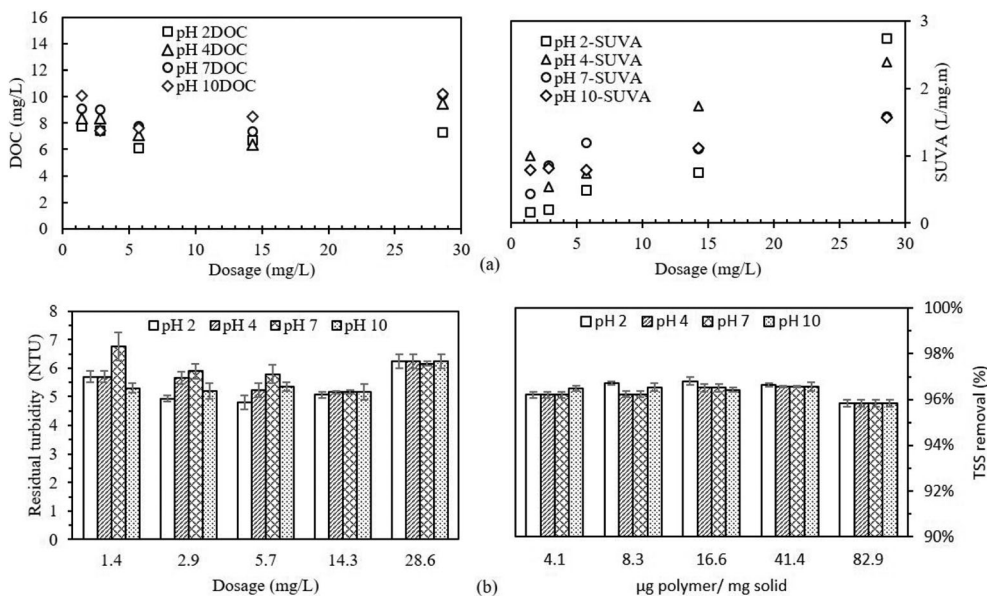 16
14
12
10
8
6
4
2
0
DOC (mg/L)
pH 2DOC
pH 4DOC
pH 7DOC
pH 10DOC
0 5 10 15 20 25 30
Dosage (mg/L)
pH 2-SUVA
pH 4-SUVA
pH 7-SUVA
pH 10-SUVA
3
2
1
0
SUVA (L/mg.m)
0 5 10 15 20 25 30
Dosage (mg/L)
(a)
8
7
6
5
4
3
2
1
0
Residual turbidity (NTU)
pH 2 pH 4 pH 7 pH 10
1.4 2.9 5.7 14.3 28.6
Dosage (mg/L)
pH 2 pH 4 pH 7 pH 10
100%
98%
96%
94%
92%
90%
TSS removal (%)
4.1 8.3 16.6 41.4 82.9
µg polymer/ mg solid
(b)